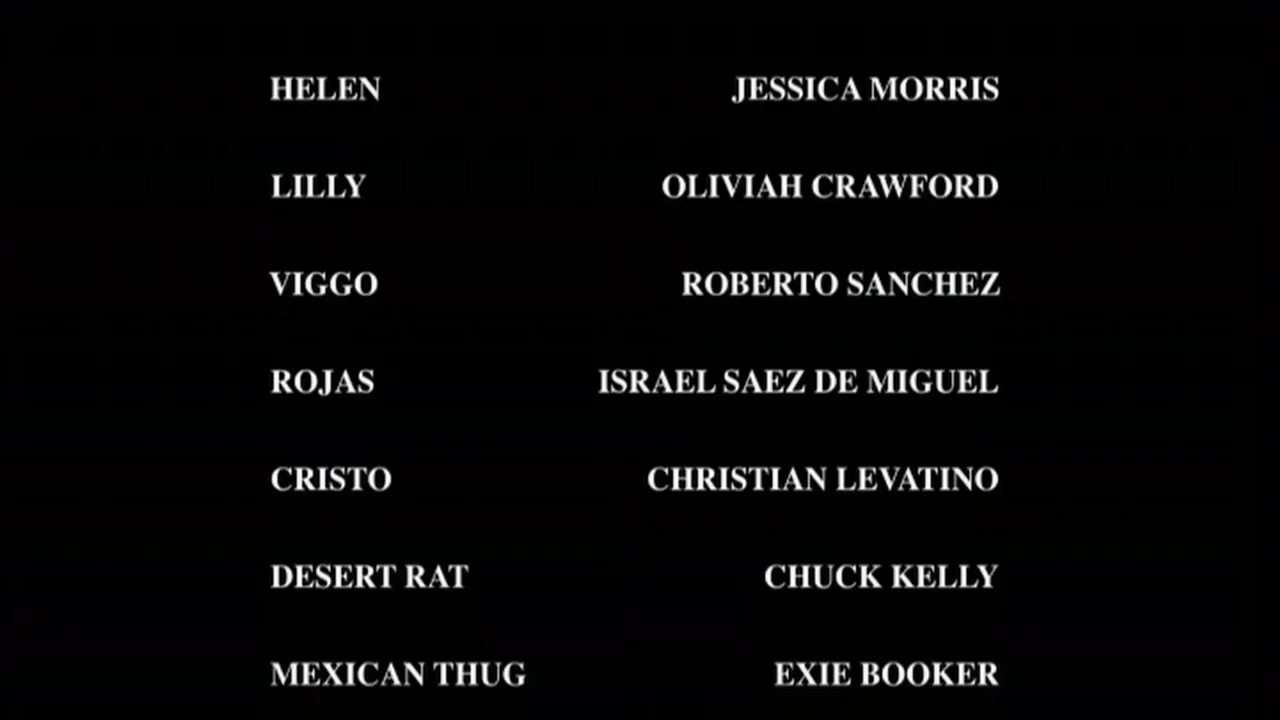 HELEN JESSICA MORRIS
LILLY OLIVIAH CRAWFORD
VIGGO ROBERTO SANCHEZ
ROJAS ISRAEL SAEZ DE MIGUEL
CRISTO CHRISTIAN LEVATINO
DESERT RAT CHUCK KELLY
MEXICAN THUG EXIE BOOKER